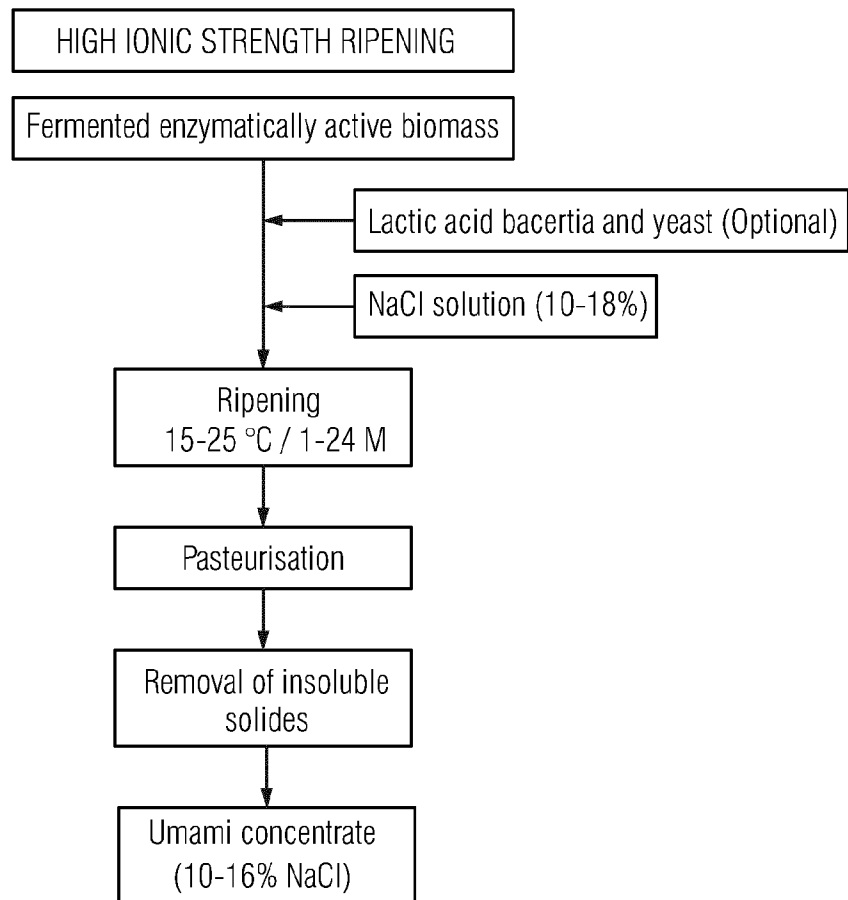 HIGH IONIC STRENGTH RIPENING
Fermented enzymatically active biomass
Lactic acid bacertia and yeast (Optional)
NaCl solution (10-18%)
Ripening
15-25 °C / 1-24 M
Pasteurisation
Removal of insoluble
solides
Umami concentrate
(10-16% NaCl)